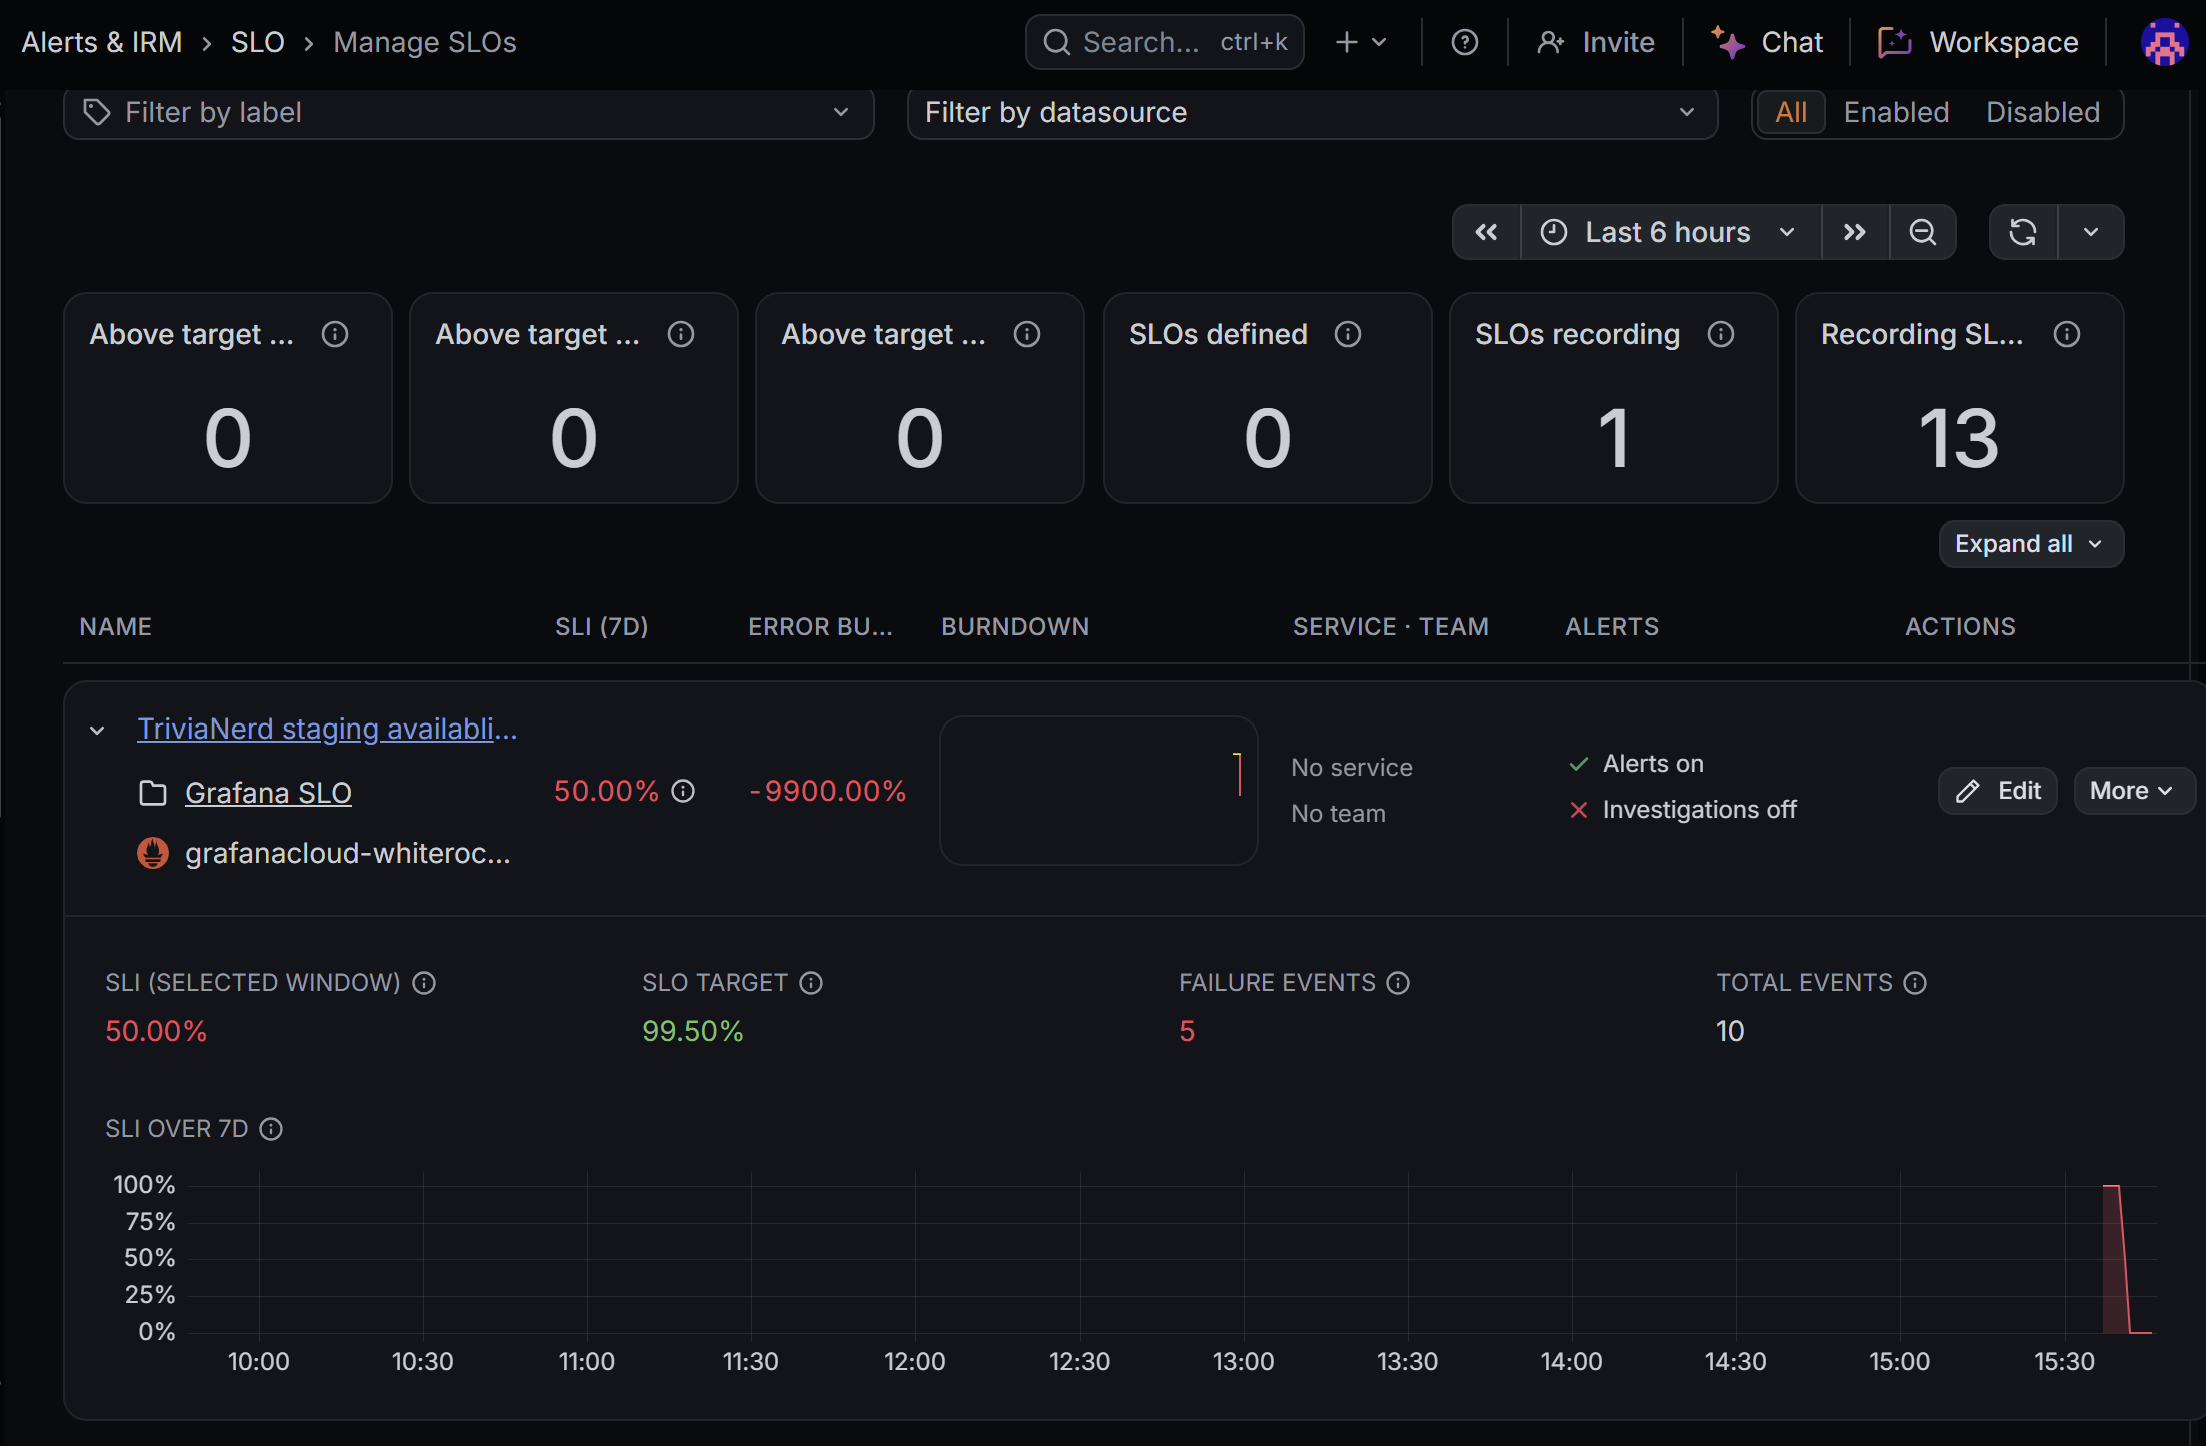 Alerts & IRM › SLO › Manage SLOs
Search... ctrl+k
Invite
Chat
Workspace
Filter by label
Filter by datasource
All Enabled Disabled
Last 6 hours
Above target ...
0
Above target ...
0
Above target ...
0
SLOs defined
0
SLOs recording
1
Recording SL...
13
Expand all
NAME SLI (7D) ERROR BU... BURNDOWN SERVICE · TEAM ALERTS ACTIONS
TriviaNerd staging availabli...
Grafana SLO
grafanacloud-whiteroc...
50.00%
-9900.00%
No service
No team
Alerts on
Investigations off
Edit
More
SLI (SELECTED WINDOW)
50.00%
SLO TARGET
99.50%
FAILURE EVENTS
5
TOTAL EVENTS
10
SLI OVER 7D
100%
75%
50%
25%
0%
10:00 10:30 11:00 11:30 12:00 12:30 13:00 13:30 14:00 14:30 15:00 15:30